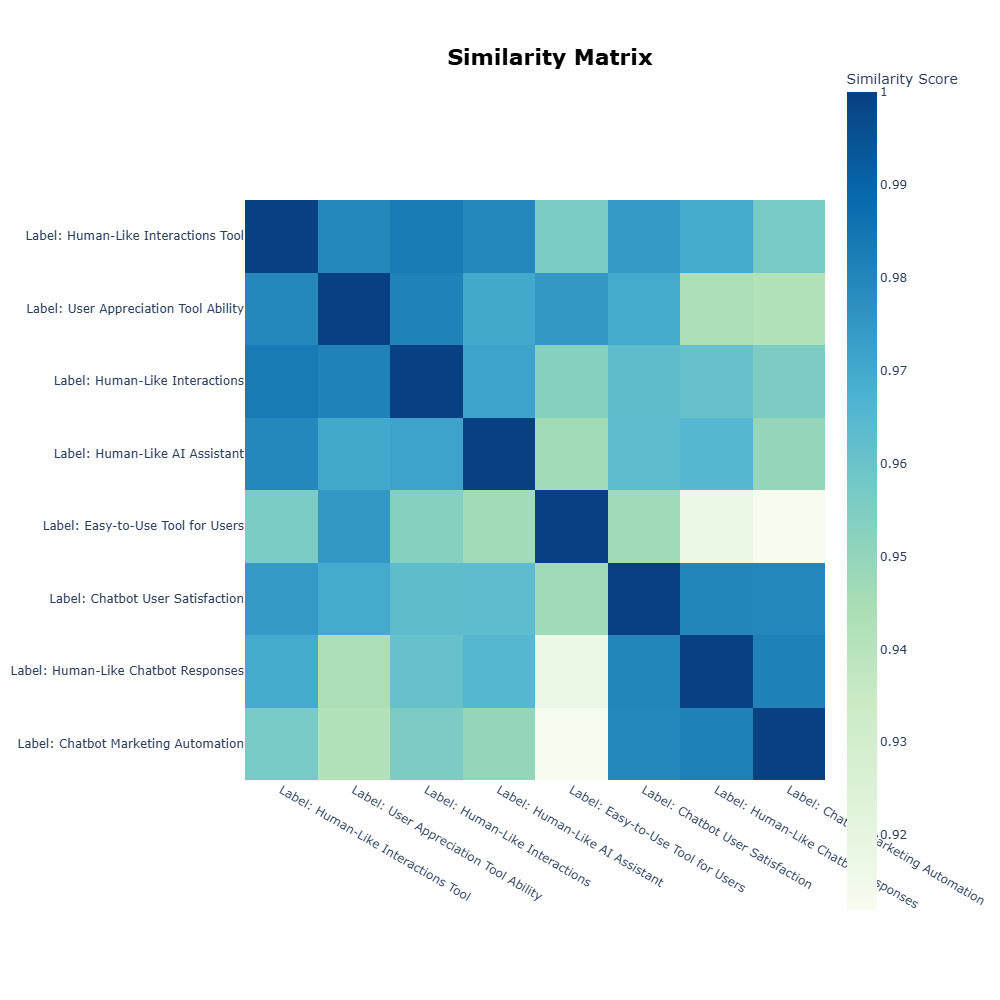 Similarity Matrix
Similarity Score
1
0.99
0.98
0.97
0.96
0.95
0.94
0.93
0.92
Label: Human-Like Interactions Tool
Label: User Appreciation Tool Ability
Label: Human-Like Interactions
Label: Human-Like AI Assistant
Label: Easy-to-Use Tool for Users
Label: Chatbot User Satisfaction
Label: Human-Like Chatbot Responses
Label: Chatbot Marketing Automation
Label: Human-Like Interactions Tool
Label: User Appreciation Tool Ability
Label: Human-Like Interactions
Label: Human-Like AI Assistant
Label: Easy-to-Use Tool for Users
Label: Chatbot User Satisfaction
Label: Human-Like Chatbot Responses
Label: Chatbot Marketing Automation